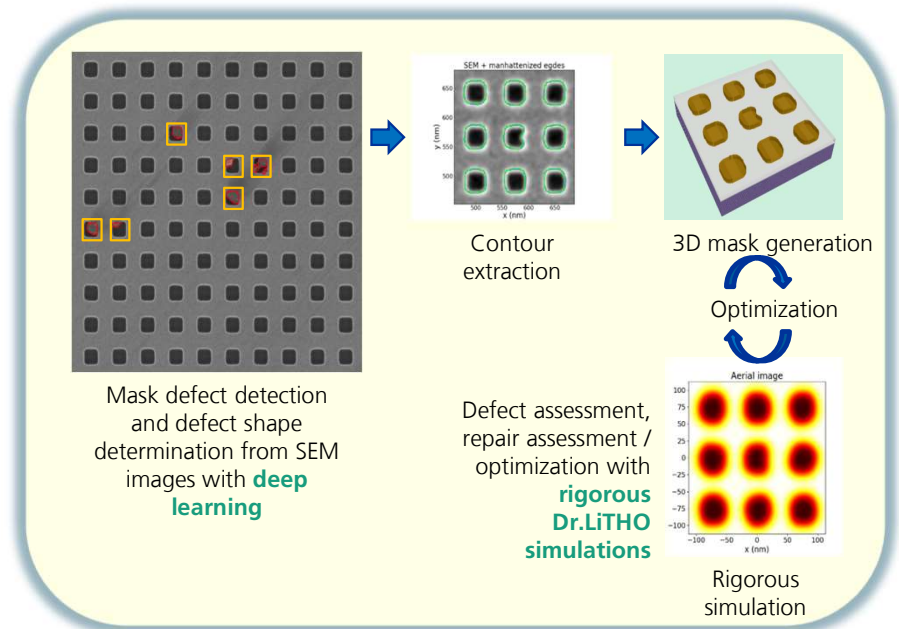 Mask defect detection
and defect shape
determination from SEM
images with deep
learning
SEM + manhattenized egdes
y (nm)
650
600
550
500
500
550
600
650
x (nm)
Contour
extraction
3D mask generation
Optimization
Defect assessment,
repair assessment /
optimization with
rigorous
Dr.LiTHO
simulations
Aerial image
100
75
50
25
0
−25
−50
−75
−100
−100
−50
0
50
100
x (nm)
Rigorous
simulation